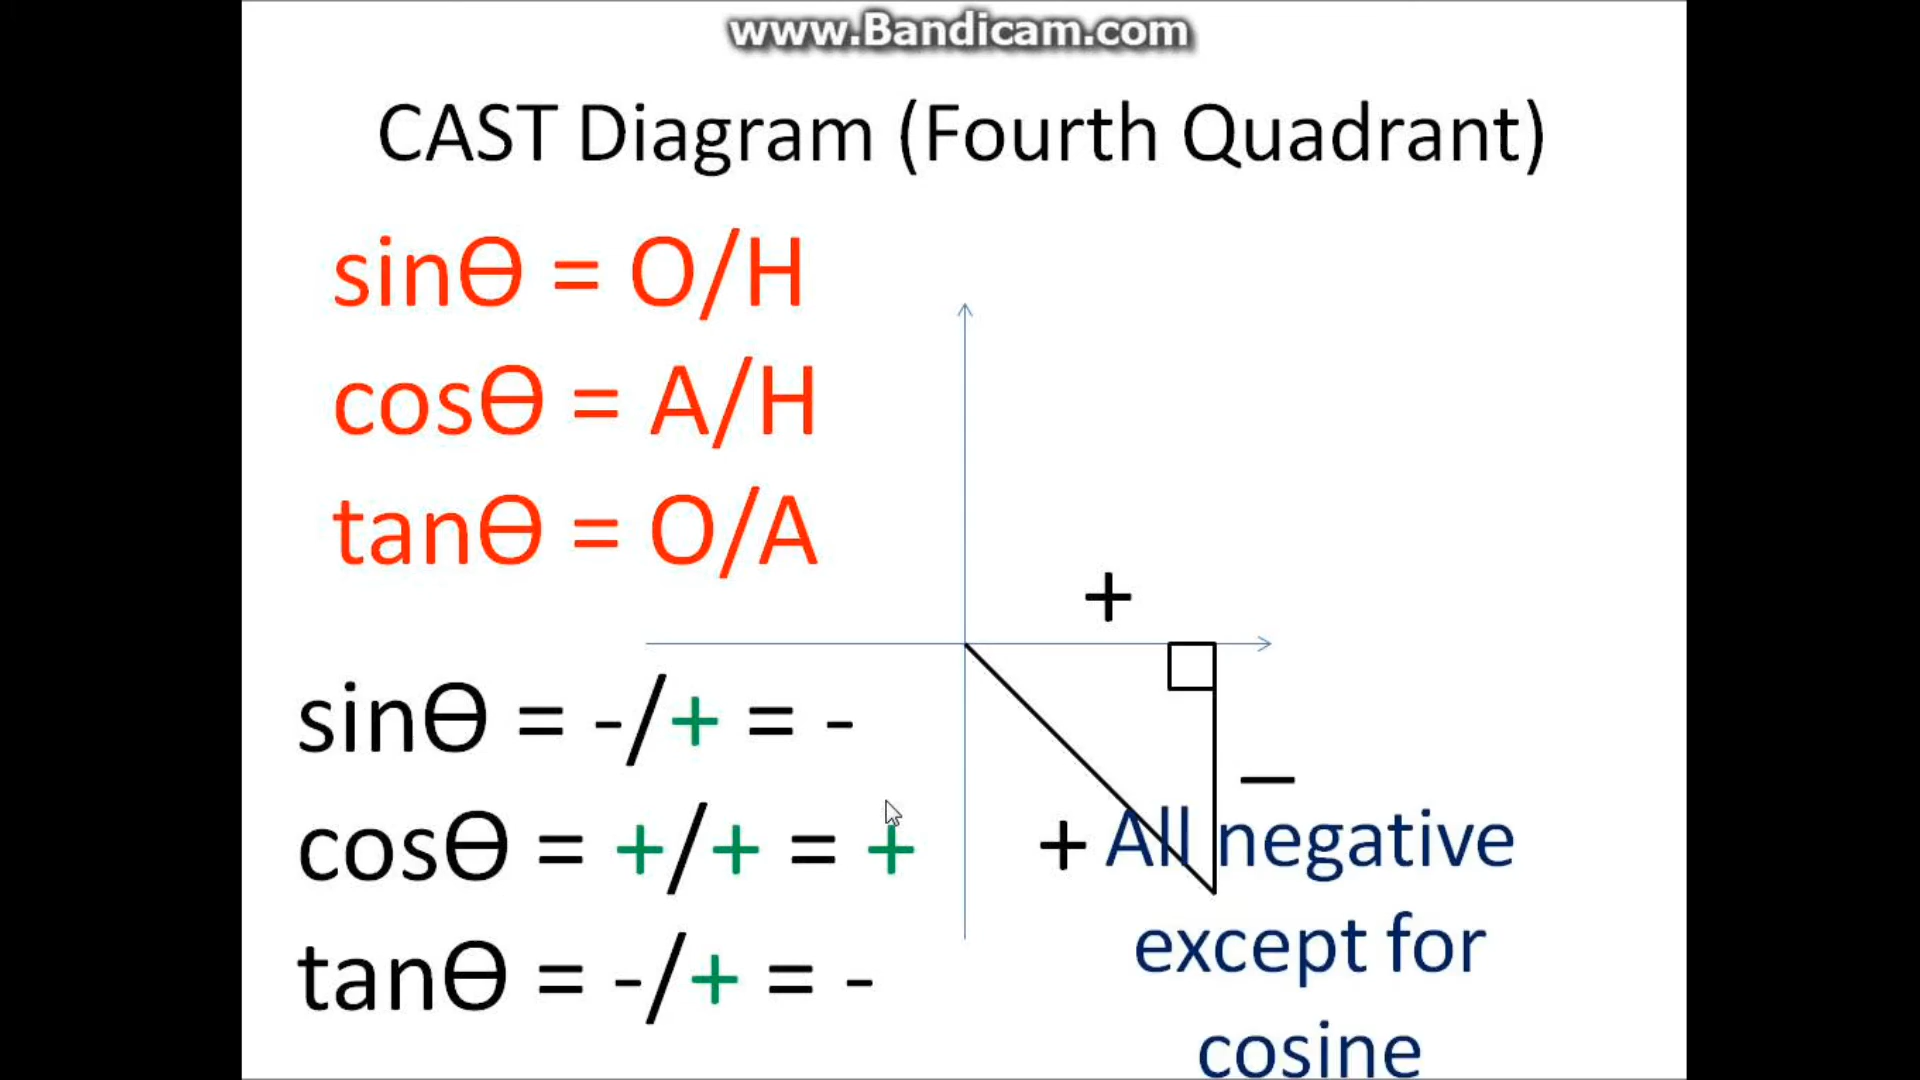 www.Bandicam.com
CAST Diagram (Fourth Quadrant)
sinϴ = O/H
cosϴ = A/H
tanϴ = O/A
+
sinϴ = -/+ = -
–
cosϴ = +/+ = +
+
All negative
except for
cosine
tanϴ = -/+ = -